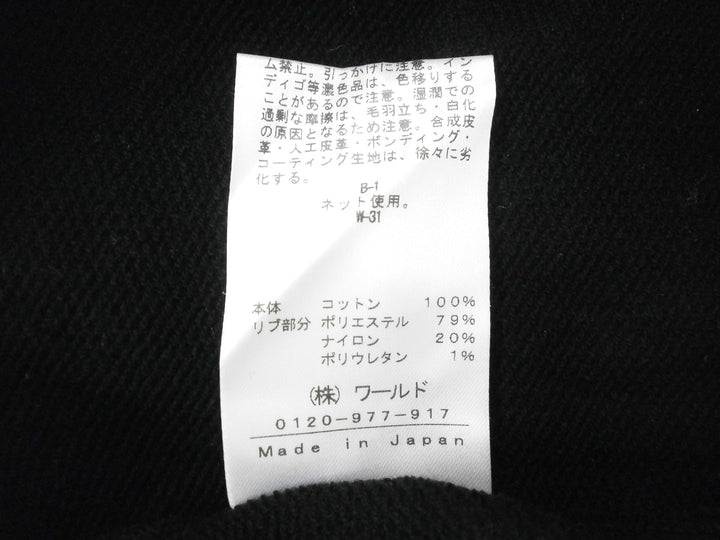 ム禁止。引っかけに注意。イン
ディゴ等濃色品は、色移りする
ことがあるので注意。湿潤での
過剰な摩擦は、毛羽立ち・白化
の原因となるため注意。合成皮
革・人工皮革・ボンディング・
コーティング生地は、徐々に劣
化する。
B-1
ネット使用。
W-31
本体 コットン 100%
リブ部分 ポリエステル 79%
ナイロン 20%
ポリウレタン 1%
(株) ワールド
0120-977-917
Made in Japan